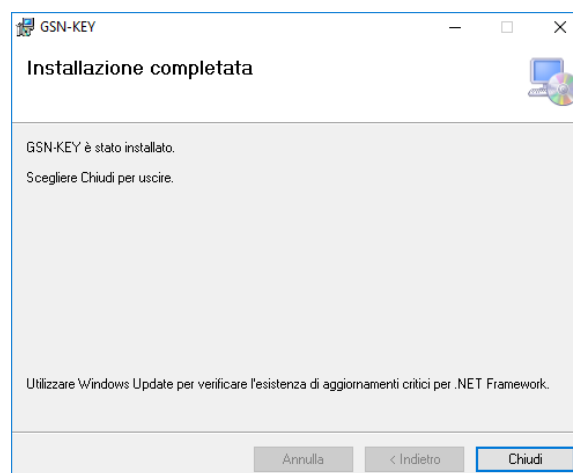 GSN-KEY
Installazione completata
GSN-KEY è stato installato.
Scegliere Chiudi per uscire.
Utilizzare Windows Update per verificare l'esistenza di aggiornamenti critici per .NET Framework.
Annulla
< Indietro
Chiudi